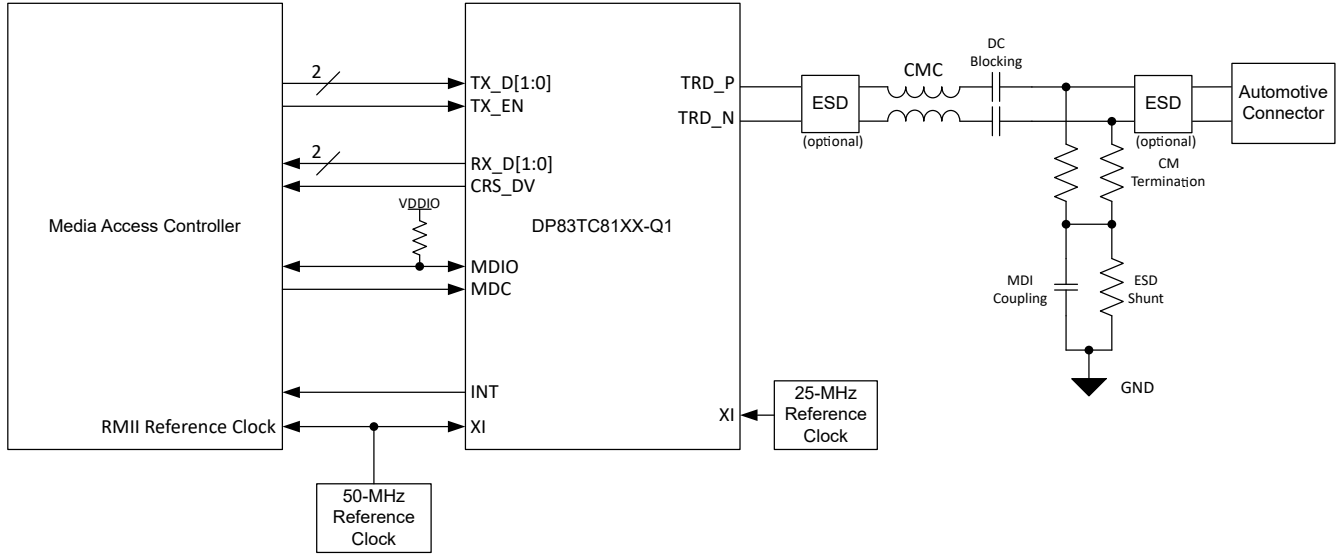 Media Access Controller
RMII Reference Clock
2
2
VDDIO
50-MHz
Reference
Clock
TX_D[1:0]
TX_EN
RX_D[1:0]
CRS_DV
MDIO
MDC
INT
XI
DP83TC81XX-Q1
TRD_P
TRD_N
XI
25-MHz
Reference
Clock
ESD
(optional)
CMC
DC
Blocking
ESD
(optional)
Automotive
Connector
CM
Termination
MDI
Coupling
ESD
Shunt
GND